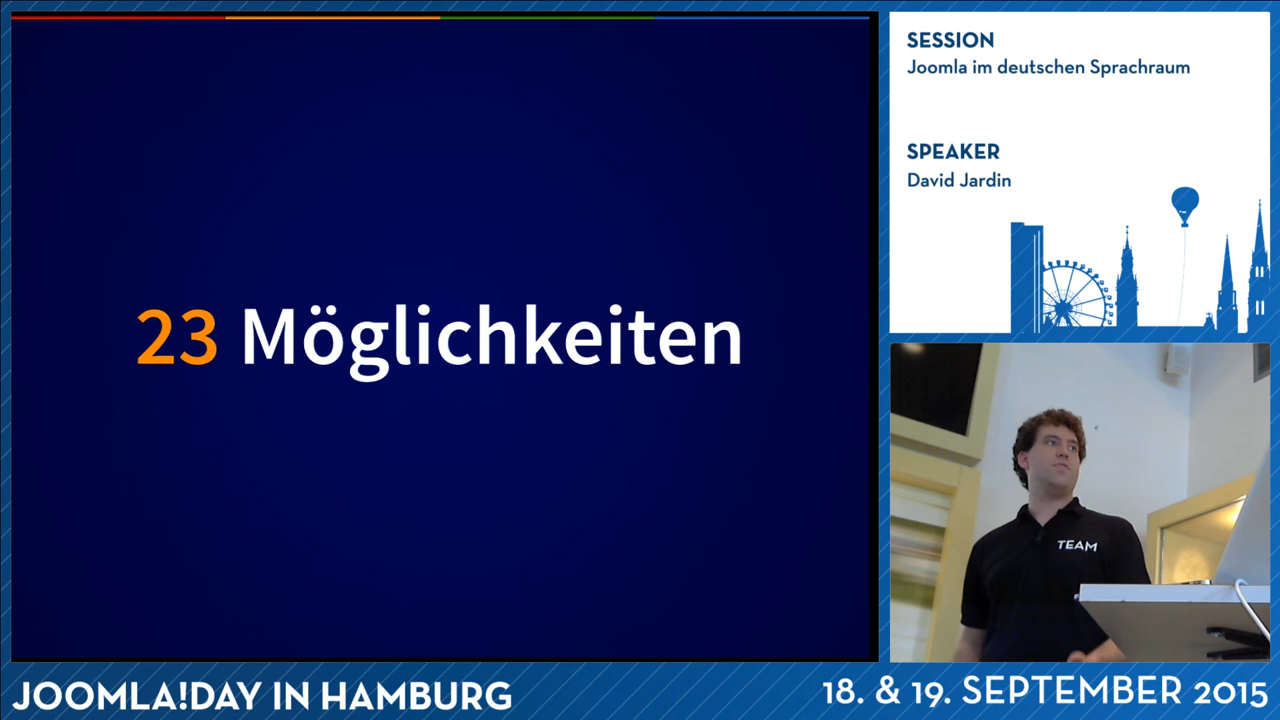 23 Möglichkeiten
SESSION
Joomla im deutschen Sprachraum
SPEAKER
David Jardin
TEAM
JOOMLA!DAY IN HAMBURG
18. & 19. SEPTEMBER 2015